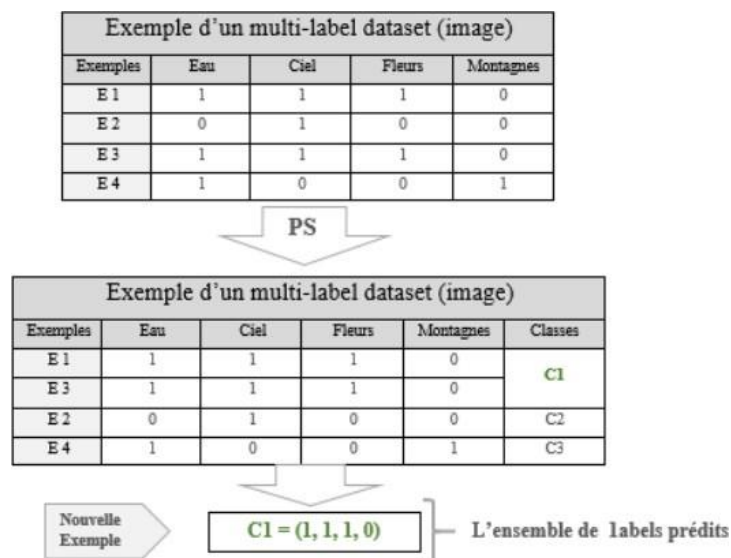 Exemple d'un multi-label dataset (image)
Exemples Eau Ciel Fleurs Montagnes
E 1 1 1 1 0
E 2 0 1 0 0
E 3 1 1 1 0
E 4 1 0 0 1
PS
Exemple d'un multi-label dataset (image)
Exemples Eau Ciel Fleurs Montagnes Classes
E 1 1 1 1 0 C1
E 3 1 1 1 0
E 2 0 1 0 0 C2
E 4 1 0 0 1 C3
Nouvelle
Exemple
C1 = (1, 1, 1, 0)
L'ensemble de labels prédits